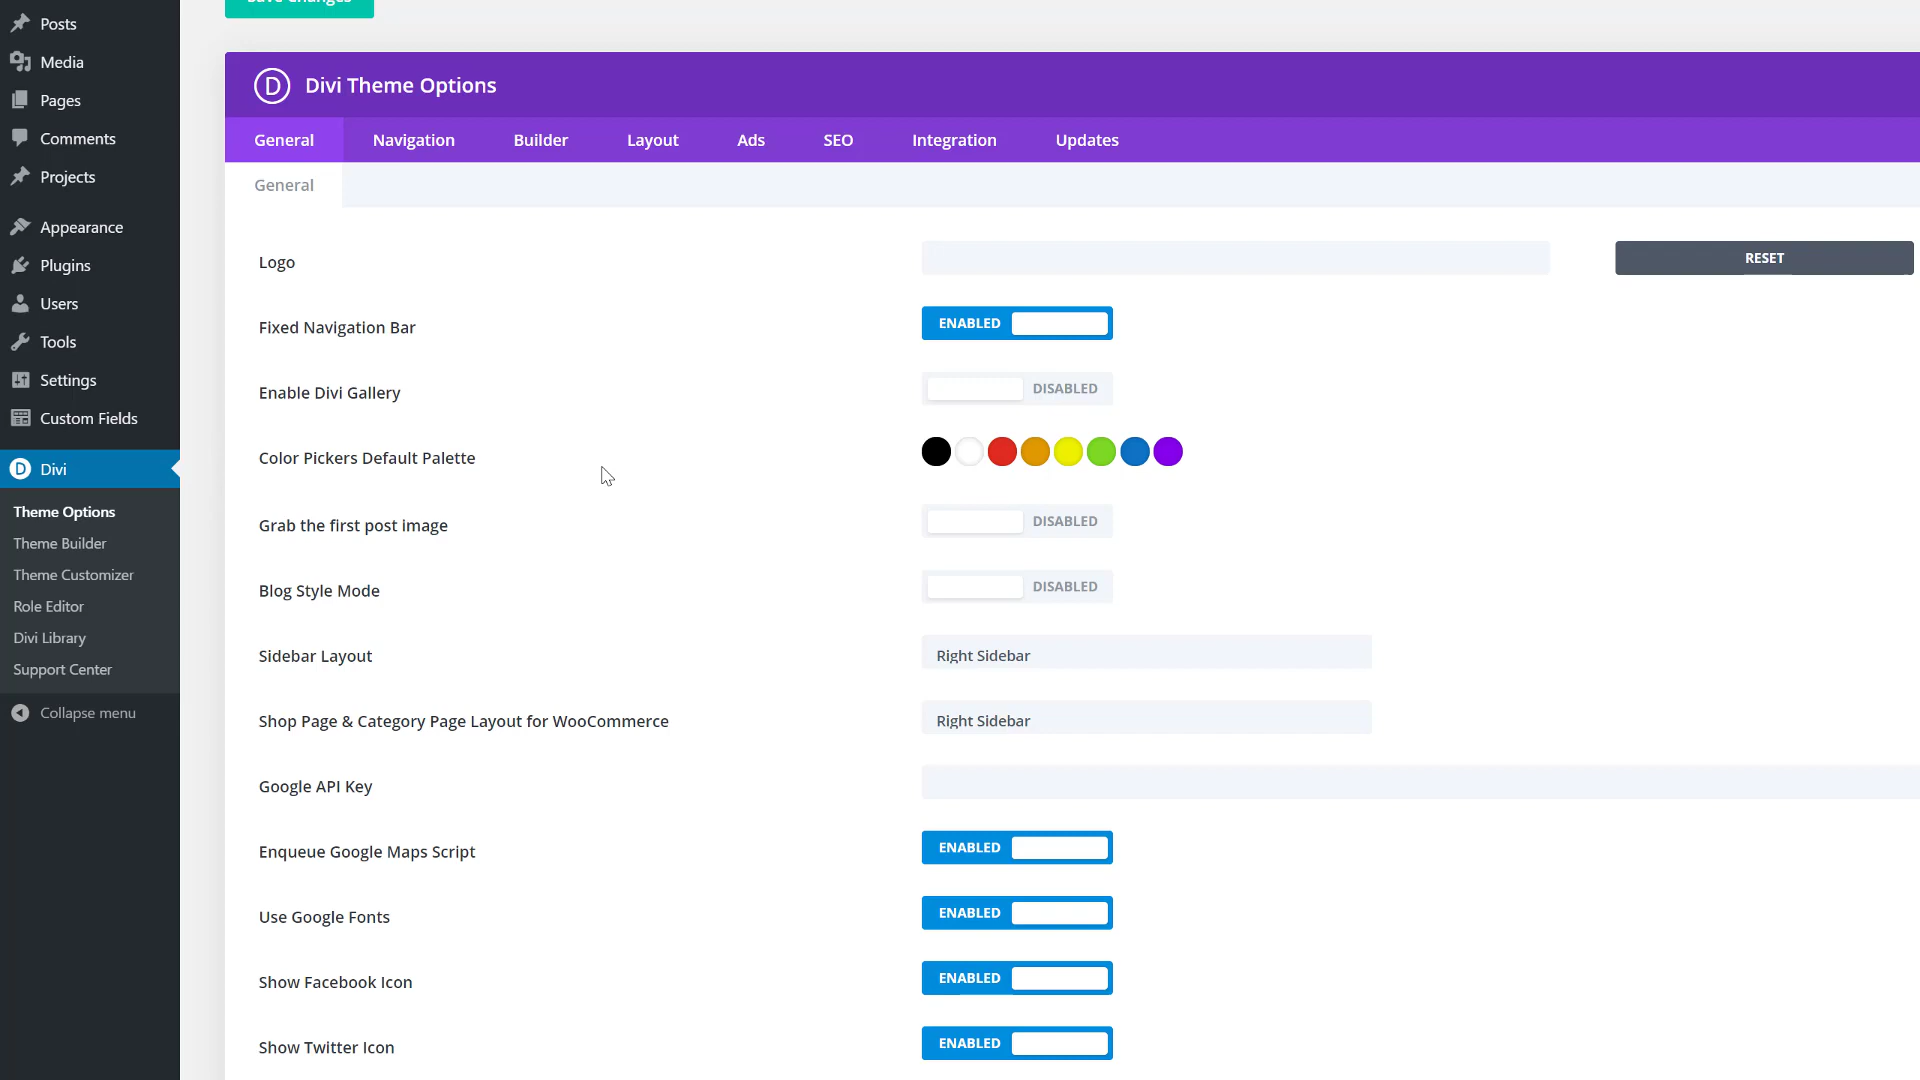 Save Changes
Posts
Media
Pages
Comments
Projects
Appearance
Plugins
Users
Tools
Settings
Custom Fields
Divi
Theme Options
Theme Builder
Theme Customizer
Role Editor
Divi Library
Support Center
Collapse menu
D Divi Theme Options
General Navigation Builder Layout Ads SEO Integration Updates
General
Logo RESET
Fixed Navigation Bar ENABLED
Enable Divi Gallery DISABLED
Color Pickers Default Palette
Grab the first post image DISABLED
Blog Style Mode DISABLED
Sidebar Layout Right Sidebar
Shop Page & Category Page Layout for WooCommerce Right Sidebar
Google API Key
Enqueue Google Maps Script ENABLED
Use Google Fonts ENABLED
Show Facebook Icon ENABLED
Show Twitter Icon ENABLED